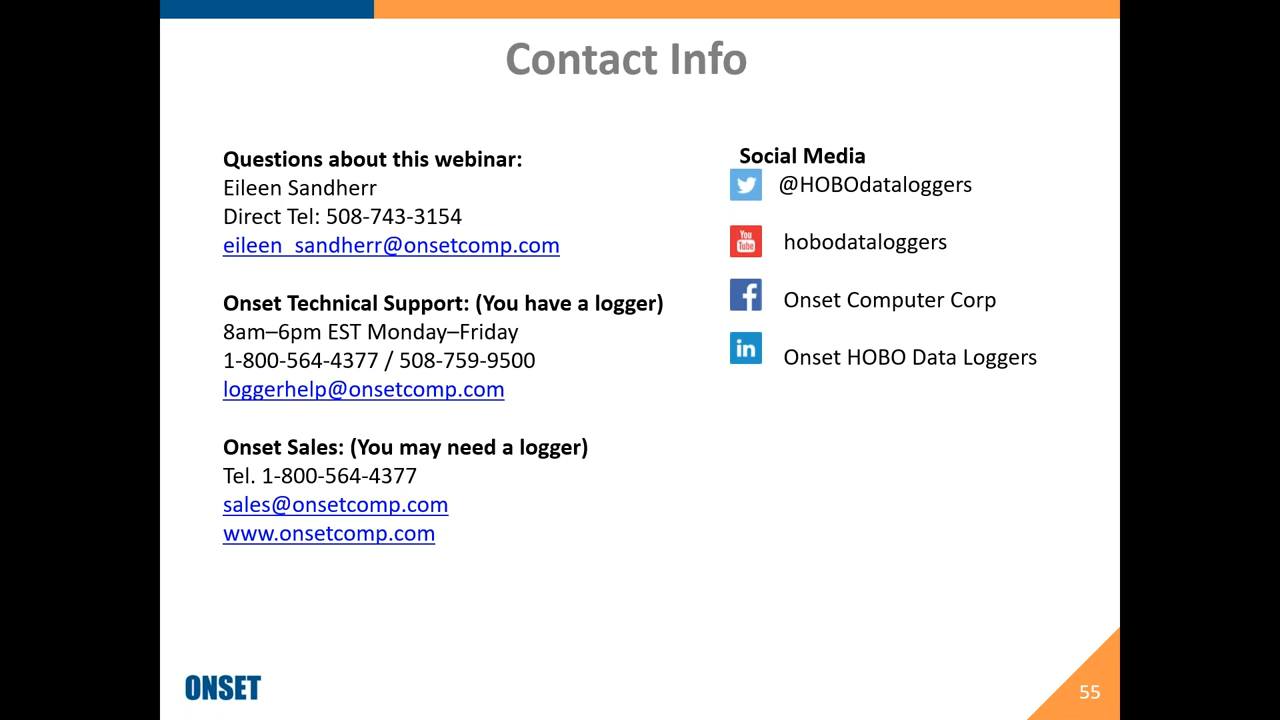 Contact Info
Questions about this webinar:
Eileen Sandherr
Direct Tel: 508-743-3154
eileen_sandherr@onsetcomp.com
Onset Technical Support: (You have a logger)
8am–6pm EST Monday–Friday
1-800-564-4377 / 508-759-9500
loggerhelp@onsetcomp.com
Onset Sales: (You may need a logger)
Tel. 1-800-564-4377
sales@onsetcomp.com
www.onsetcomp.com
Social Media
@HOBOdataloggers
You
Tube
hobodataloggers
f
Onset Computer Corp
in
Onset HOBO Data Loggers
ONSET
55